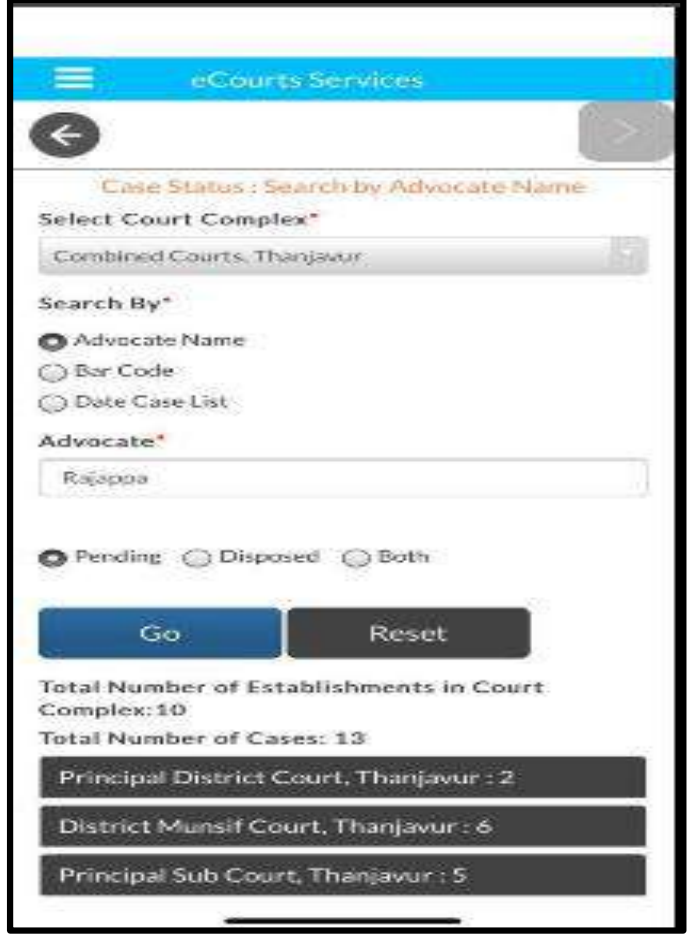 eCourts Services
Case Status : Search by Advocate Name
Select Court Complex*
Combined Courts, Thanjavur
Search By*
Advocate Name
Bar Code
Date Case List
Advocate*
Rajappa
Pending Disposed Both
Go Reset
Total Number of Establishments in Court
Complex:10
Total Number of Cases: 13
Principal District Court, Thanjavur : 2
District Munsif Court, Thanjavur : 6
Principal Sub Court, Thanjavur : 5